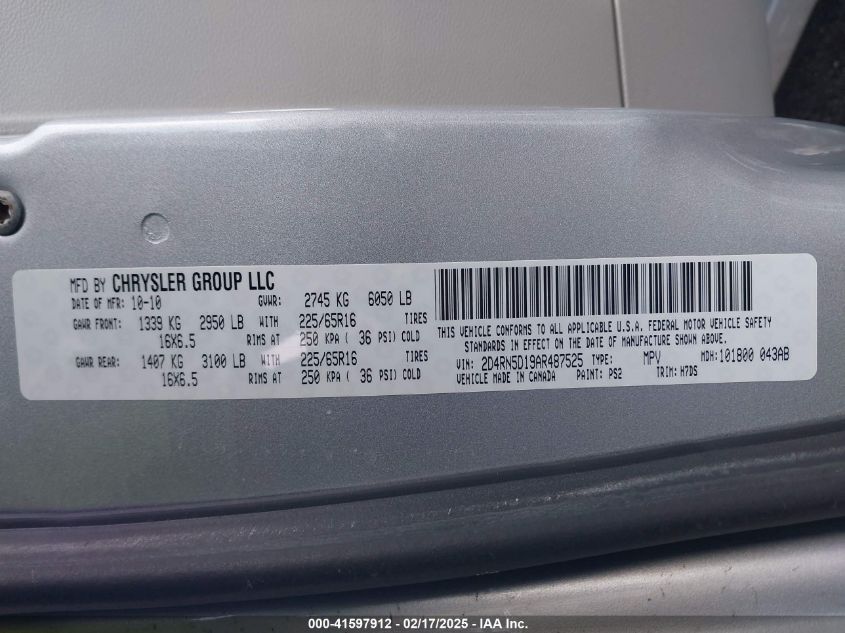 MFD BY CHRYSLER GROUP LLC
DATE OF MFR: 10-10 GVWR: 2745 KG 6050 LB
GAWR FRONT: 1339 KG 2950 LB WITH 225/65R16 TIRES
16X6.5 RIMS AT 250 KPA ( 36 PSI) COLD
GAWR REAR: 1407 KG 3100 LB WITH 225/65R16 TIRES
16X6.5 RIMS AT 250 KPA ( 36 PSI) COLD
THIS VEHICLE CONFORMS TO ALL APPLICABLE U.S.A. FEDERAL MOTOR VEHICLE SAFETY
STANDARDS IN EFFECT ON THE DATE OF MANUFACTURE SHOWN ABOVE.
VIN: 2D4RN5D19AR487525 TYPE: MPV MDH: 101800 043AB
VEHICLE MADE IN CANADA PAINT: PS2 TRIM: H7DS
000-41597912 - 02/17/2025 - IAA